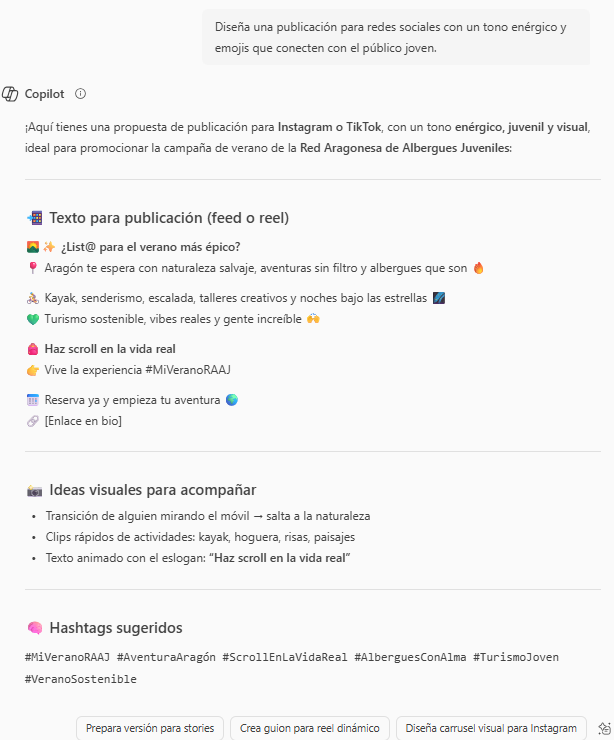 Diseña una publicación para redes sociales con un tono enérgico y
emojis que conecten con el público joven.
Copilot
¡Aquí tienes una propuesta de publicación para Instagram o TikTok, con un tono enérgico, juvenil y visual,
ideal para promocionar la campaña de verano de la Red Aragonesa de Albergues Juveniles:
📲 Texto para publicación (feed o reel)
🌄✨ ¿List@ para el verano más épico?
📍 Aragón te espera con naturaleza salvaje, aventuras sin filtro y albergues que son 🔥
🚴 Kayak, senderismo, escalada, talleres creativos y noches bajo las estrellas 🌌
💚 Turismo sostenible, vibes reales y gente increíble 🙌
🎒 Haz scroll en la vida real
👉 Vive la experiencia #MiVeranoRAAJ
📅 Reserva ya y empieza tu aventura 🌍
🔗 [Enlace en bio]
📸 Ideas visuales para acompañar
• Transición de alguien mirando el móvil → salta a la naturaleza
• Clips rápidos de actividades: kayak, hoguera, risas, paisajes
• Texto animado con el eslogan: “Haz scroll en la vida real”
🧠 Hashtags sugeridos
#MiVeranoRAAJ #AventuraAragón #ScrollEnLaVidaReal #AlberguesConAlma #TurismoJoven
#VeranoSostenible
Prepara versión para stories Crea guion para reel dinámico Diseña carrusel visual para Instagram